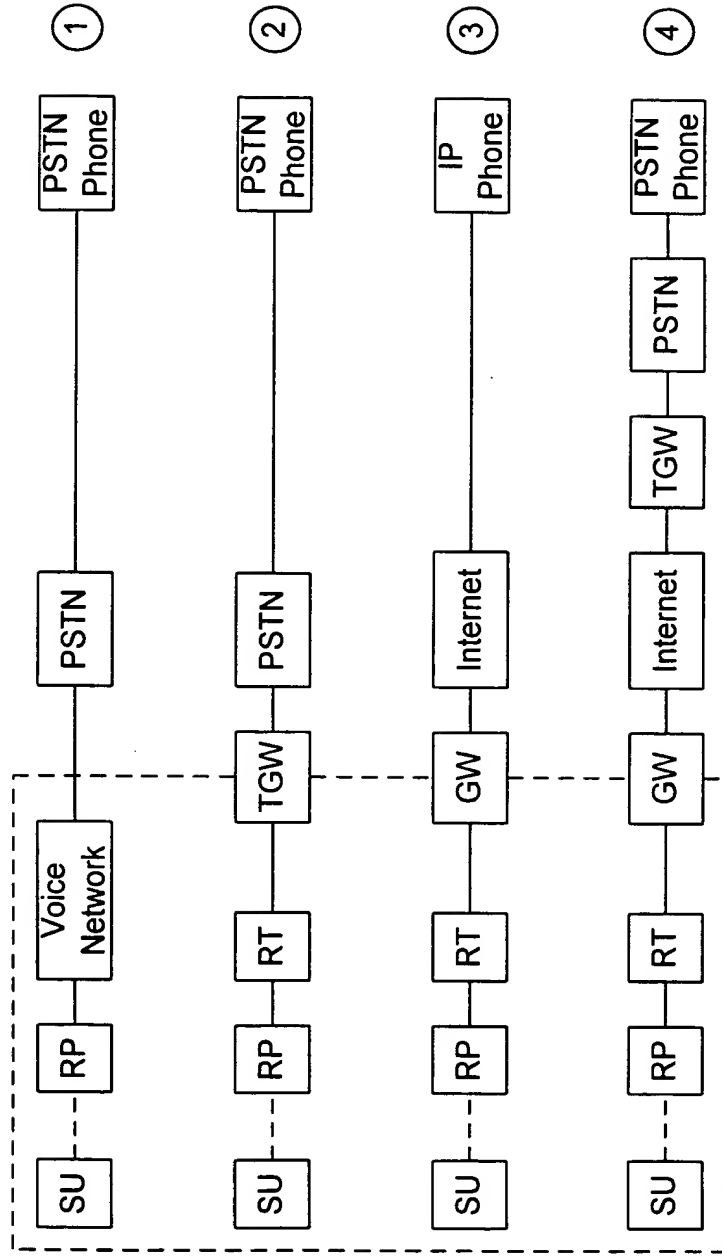 SU
RP
Voice
Network
PSTN
PSTN
Phone
1
SU
RP
RT
TGW
PSTN
PSTN
Phone
2
SU
RP
RT
GW
Internet
IP
Phone
3
SU
RP
RT
GW
Internet
TGW
PSTN
PSTN
Phone
4